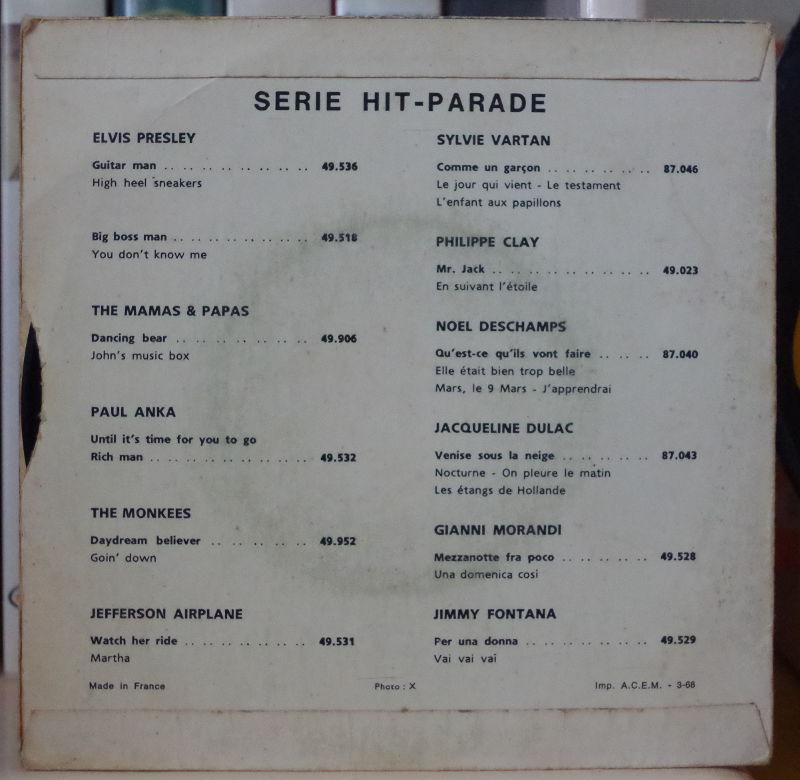 SERIE HIT-PARADE
ELVIS PRESLEY
Guitar man .. .. .. .. .. .. .. .. .. 49.536
High heel sneakers
Big boss man .. .. .. .. .. .. .. .. 49.518
You don't know me
THE MAMAS & PAPAS
Dancing bear .. .. .. .. .. .. .. .. 49.906
John's music box
PAUL ANKA
Until it's time for you to go
Rich man .. .. .. .. .. .. .. .. .. .. 49.532
THE MONKEES
Daydream believer .. .. .. .. .. .. 49.952
Goin' down
JEFFERSON AIRPLANE
Watch her ride .. .. .. .. .. .. .. .. 49.531
Martha
SYLVIE VARTAN
Comme un garçon .. .. .. .. .. .. .. 87.046
Le jour qui vient - Le testament
L'enfant aux papillons
PHILIPPE CLAY
Mr. Jack .. .. .. .. .. .. .. .. .. .. 49.023
En suivant l'étoile
NOEL DESCHAMPS
Qu'est-ce qu'ils vont faire .. .. .. 87.040
Elle était bien trop belle
Mars, le 9 Mars - J'apprendrai
JACQUELINE DULAC
Venise sous la neige .. .. .. .. .. 87.043
Nocturne - On pleure le matin
Les étangs de Hollande
GIANNI MORANDI
Mezzanotte fra poco .. .. .. .. .. 49.528
Una domenica cosi
JIMMY FONTANA
Per una donna .. .. .. .. .. .. .. .. 49.529
Vai vai vai
Made in France
Photo : X
Imp. A.C.E.M. - 3-68